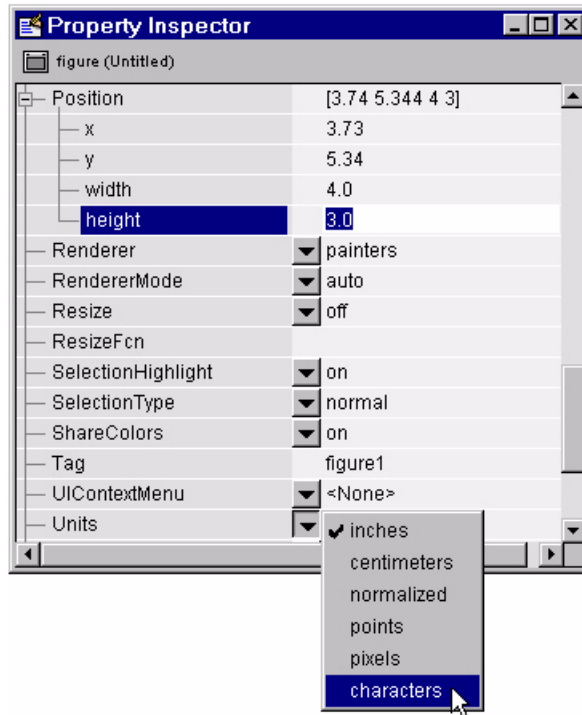 Property Inspector
figure (Untitled)
Position [3.74 5.344 4 3]
x 3.73
y 5.34
width 4.0
height 3.0
Renderer painters
RendererMode auto
Resize off
ResizeFcn
SelectionHighlight on
SelectionType normal
ShareColors on
Tag figure1
UIContextMenu <None>
Units
inches
centimeters
normalized
points
pixels
characters